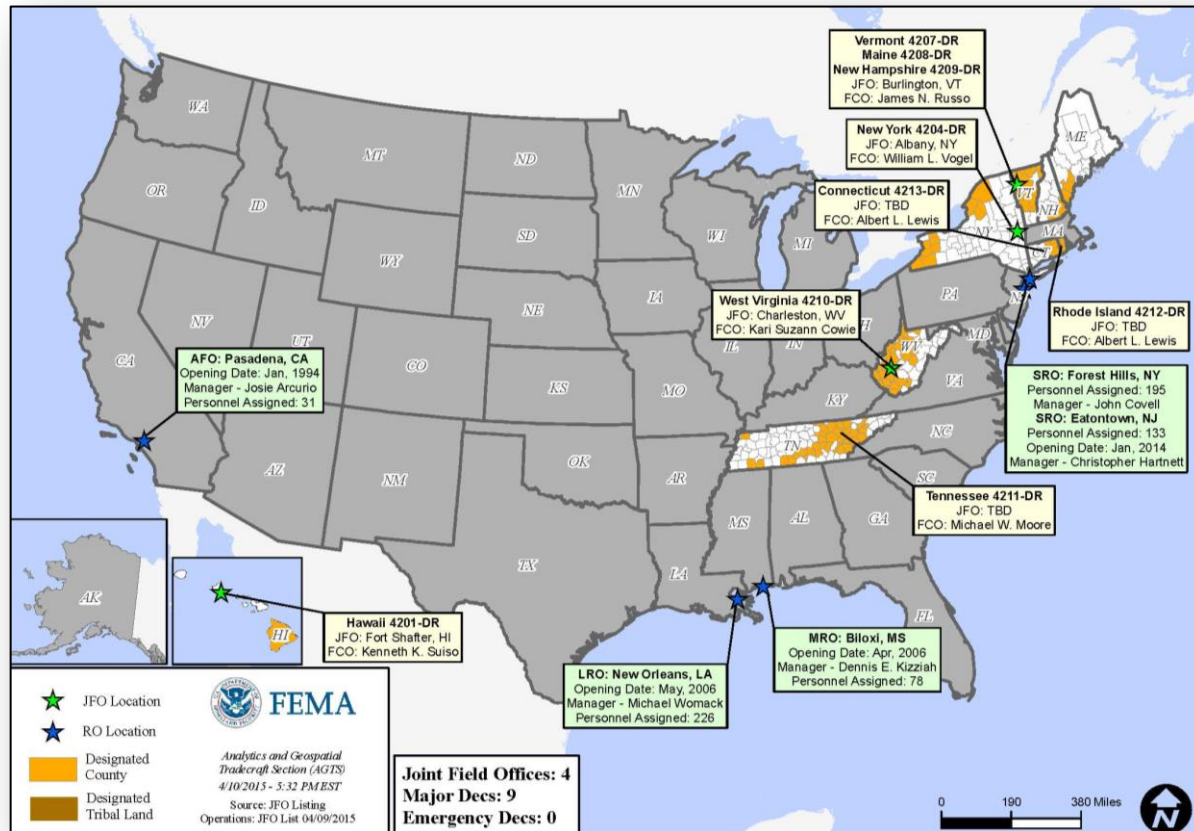 Vermont 4207-DR
Maine 4208-DR
New Hampshire 4209-DR
JFO: Burlington, VT
FCO: James N. Russo
New York 4204-DR
JFO: Albany, NY
FCO: William L. Vogel
Connecticut 4213-DR
JFO: TBD
FCO: Albert L. Lewis
West Virginia 4210-DR
JFO: Charleston, WV
FCO: Kari Suzann Cowie
Rhode Island 4212-DR
JFO: TBD
FCO: Albert L. Lewis
AFO: Pasadena, CA
Opening Date: Jan, 1994
Manager - Josie Arcurio
Personnel Assigned: 31
SRO: Forest Hills, NY
Personnel Assigned: 195
Manager - John Covell
SRO: Eatontown, NJ
Personnel Assigned: 133
Opening Date: Jan, 2014
Manager - Christopher Hartnett
Tennessee 4211-DR
JFO: TBD
FCO: Michael W. Moore
Hawaii 4201-DR
JFO: Fort Shafter, HI
FCO: Kenneth K. Suiso
LRO: New Orleans, LA
Opening Date: May, 2006
Manager - Michael Womack
Personnel Assigned: 226
MRO: Biloxi, MS
Opening Date: Apr, 2006
Manager - Dennis E. Kizziah
Personnel Assigned: 78
WA
MT
ND
MN
ME
OR
ID
SD
WI
MI
VT
NH
NY
MA
CT
WY
IA
PA
NV
UT
NE
IL
IN
WV
MD
CA
CO
KS
MO
KY
VA
AZ
NM
OK
AR
TN
NC
SC
TX
LA
MS
AL
GA
FL
AK
HI
JFO Location
RO Location
Designated
County
Designated
Tribal Land
U.S. DEPARTMENT OF HOMELAND SECURITY
FEMA
Analytics and Geospatial
Tradecraft Section (AGTS)
4/10/2015 - 5:32 PM EST
Source: JFO Listing
Operations: JFO List 04/09/2015
Joint Field Offices: 4
Major Decs: 9
Emergency Decs: 0
0 190 380 Miles
N